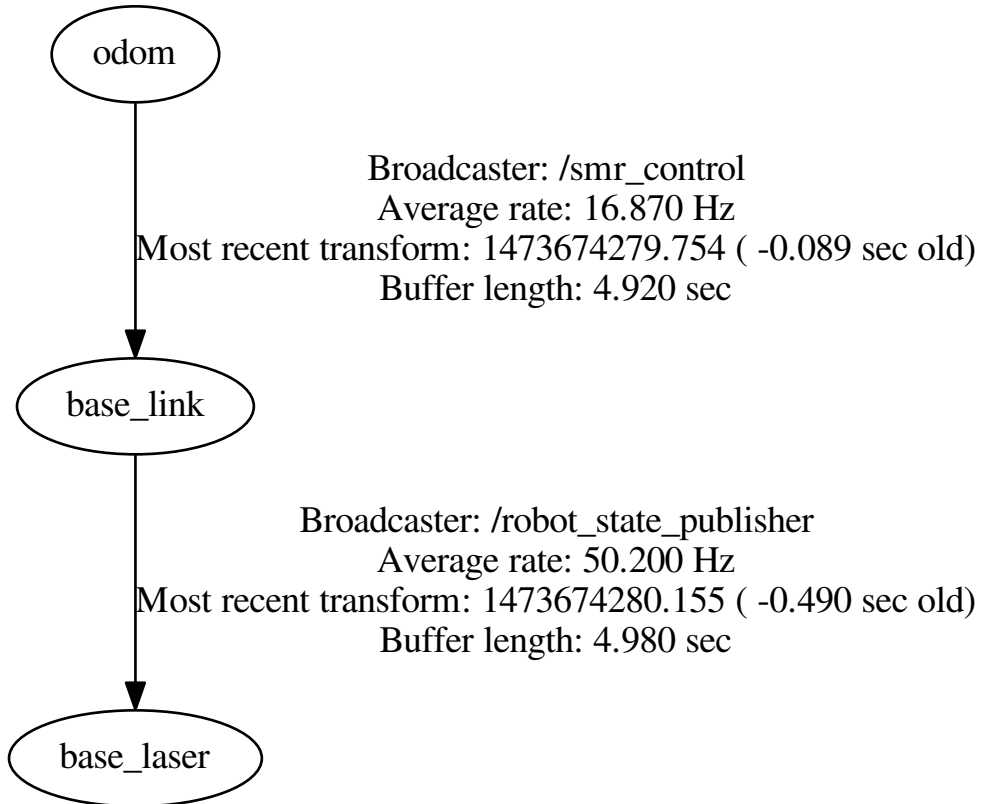 odom
Broadcaster: /smr_control
Average rate: 16.870 Hz
Most recent transform: 1473674279.754 ( -0.089 sec old)
Buffer length: 4.920 sec
base_link
Broadcaster: /robot_state_publisher
Average rate: 50.200 Hz
Most recent transform: 1473674280.155 ( -0.490 sec old)
Buffer length: 4.980 sec
base_laser